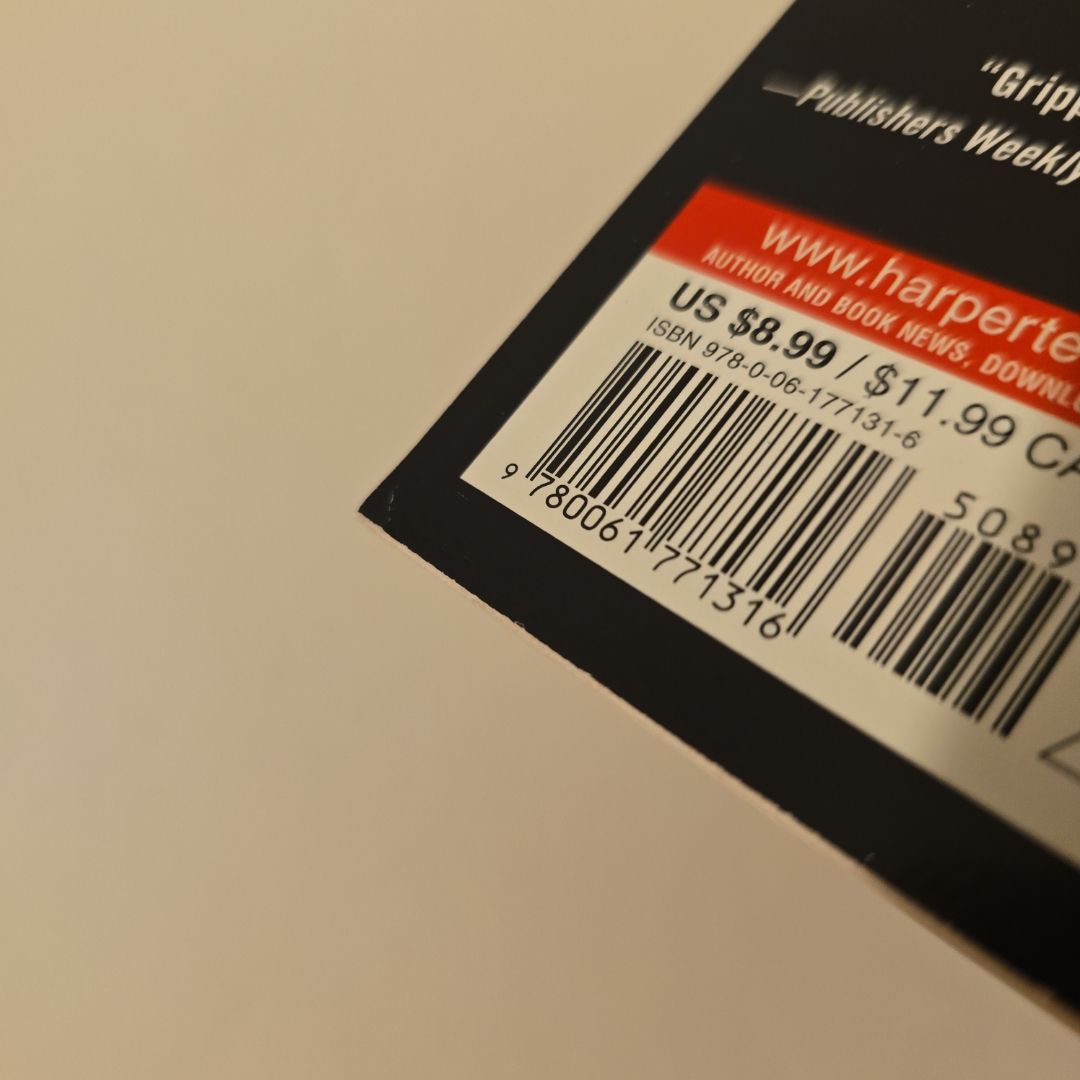 “Gripp
—Publishers Weekly
www.harperte
AUTHOR AND BOOK NEWS, DOWNL
US $8.99 / $11.99 CA
ISBN 978-0-06-177131-6
5089
9 780061 771316